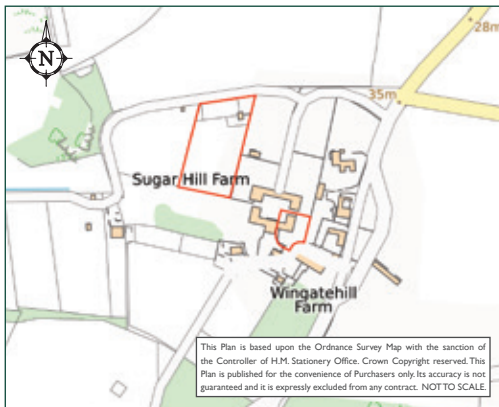 28m
N
35m
Sugar Hill Farm
Wingatehill
Farm
This Plan is based upon the Ordnance Survey Map with the sanction of
the Controller of H.M. Stationery Office. Crown Copyright reserved. This
Plan is published for the convenience of Purchasers only. Its accuracy is not
guaranteed and it is expressly excluded from any contract. NOT TO SCALE.